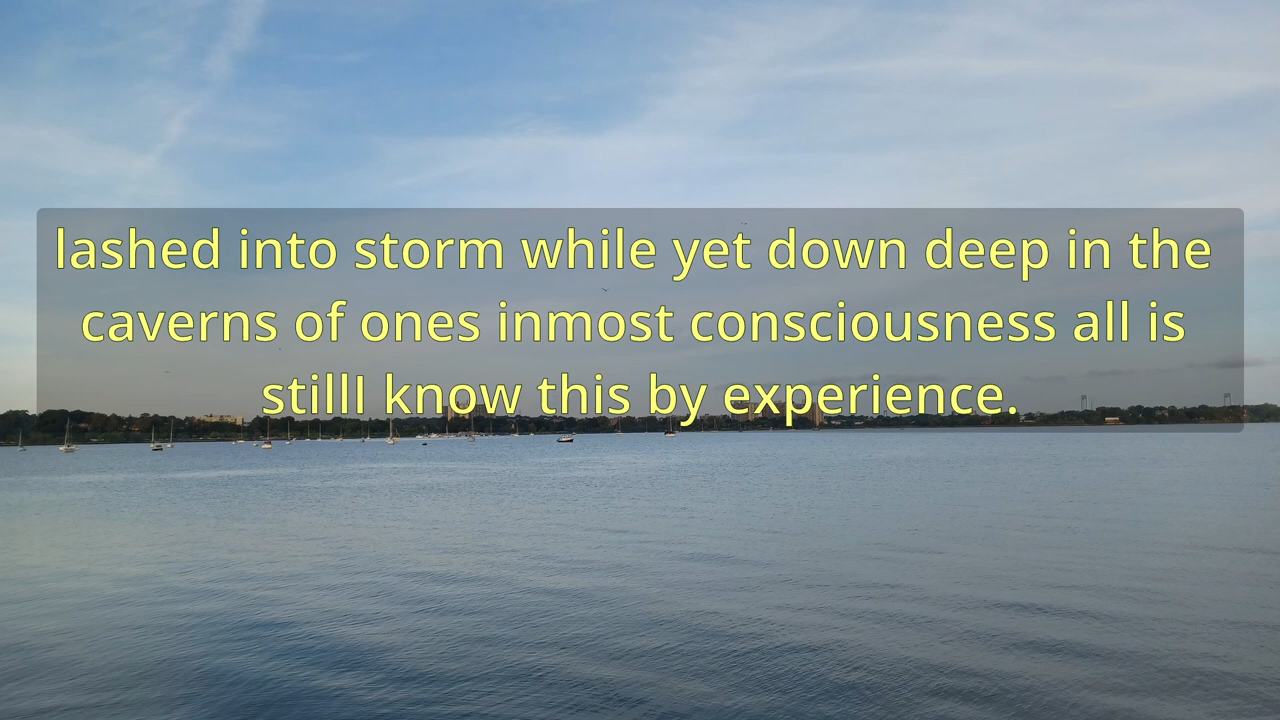 lashed into storm while yet down deep in the
caverns of ones inmost consciousness all is
stillI know this by experience.